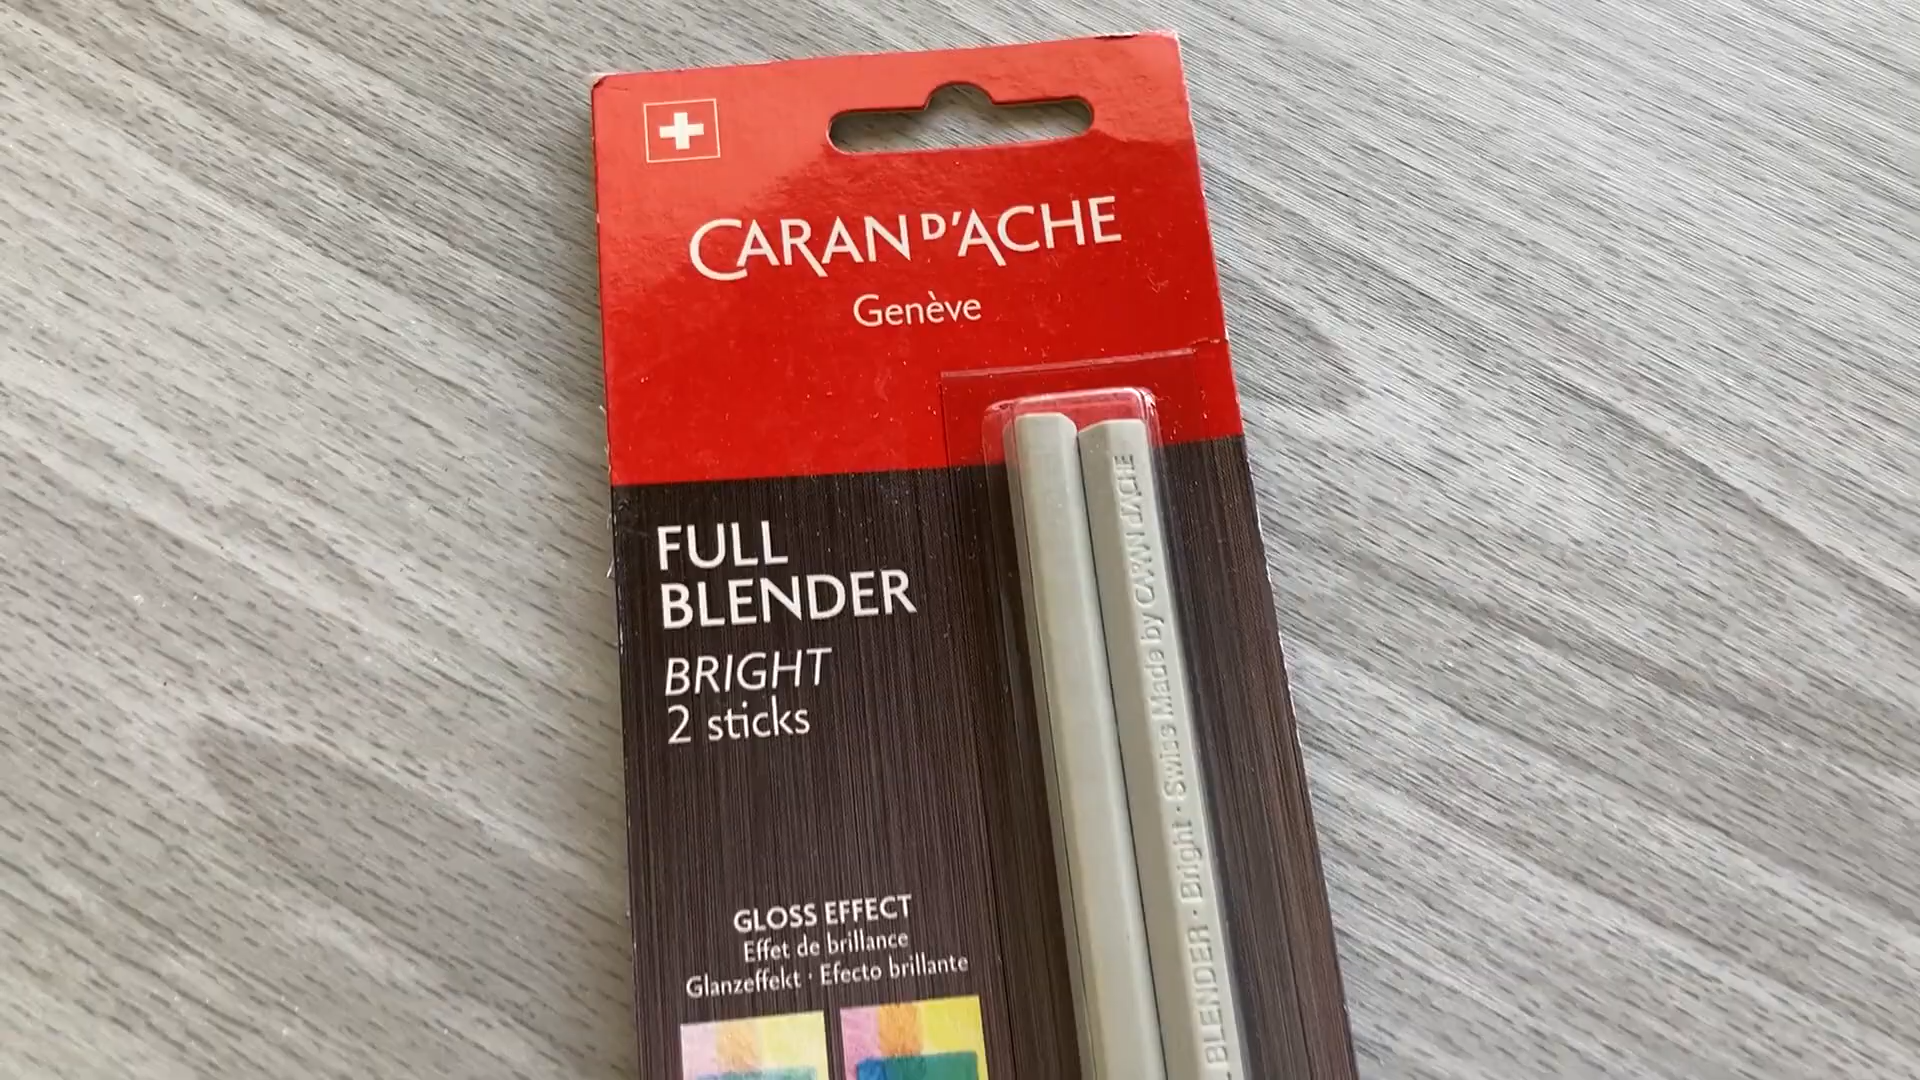 CARAN D'ACHE
Genève
FULL
BLENDER
BRIGHT
2 sticks
GLOSS EFFECT
Effet de brillance
Glanzeffekt · Efecto brillante
BLENDER · Bright · Swiss Made by CARAN d'ACHE